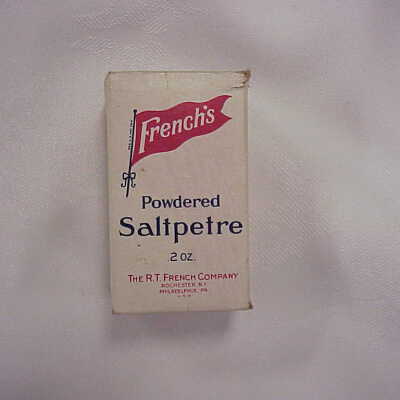 French's
Powdered
Saltpetre
2 OZ.
THE R.T. FRENCH COMPANY
ROCHESTER, N.Y.
PHILADELPHIA, PA.
U.S.A.